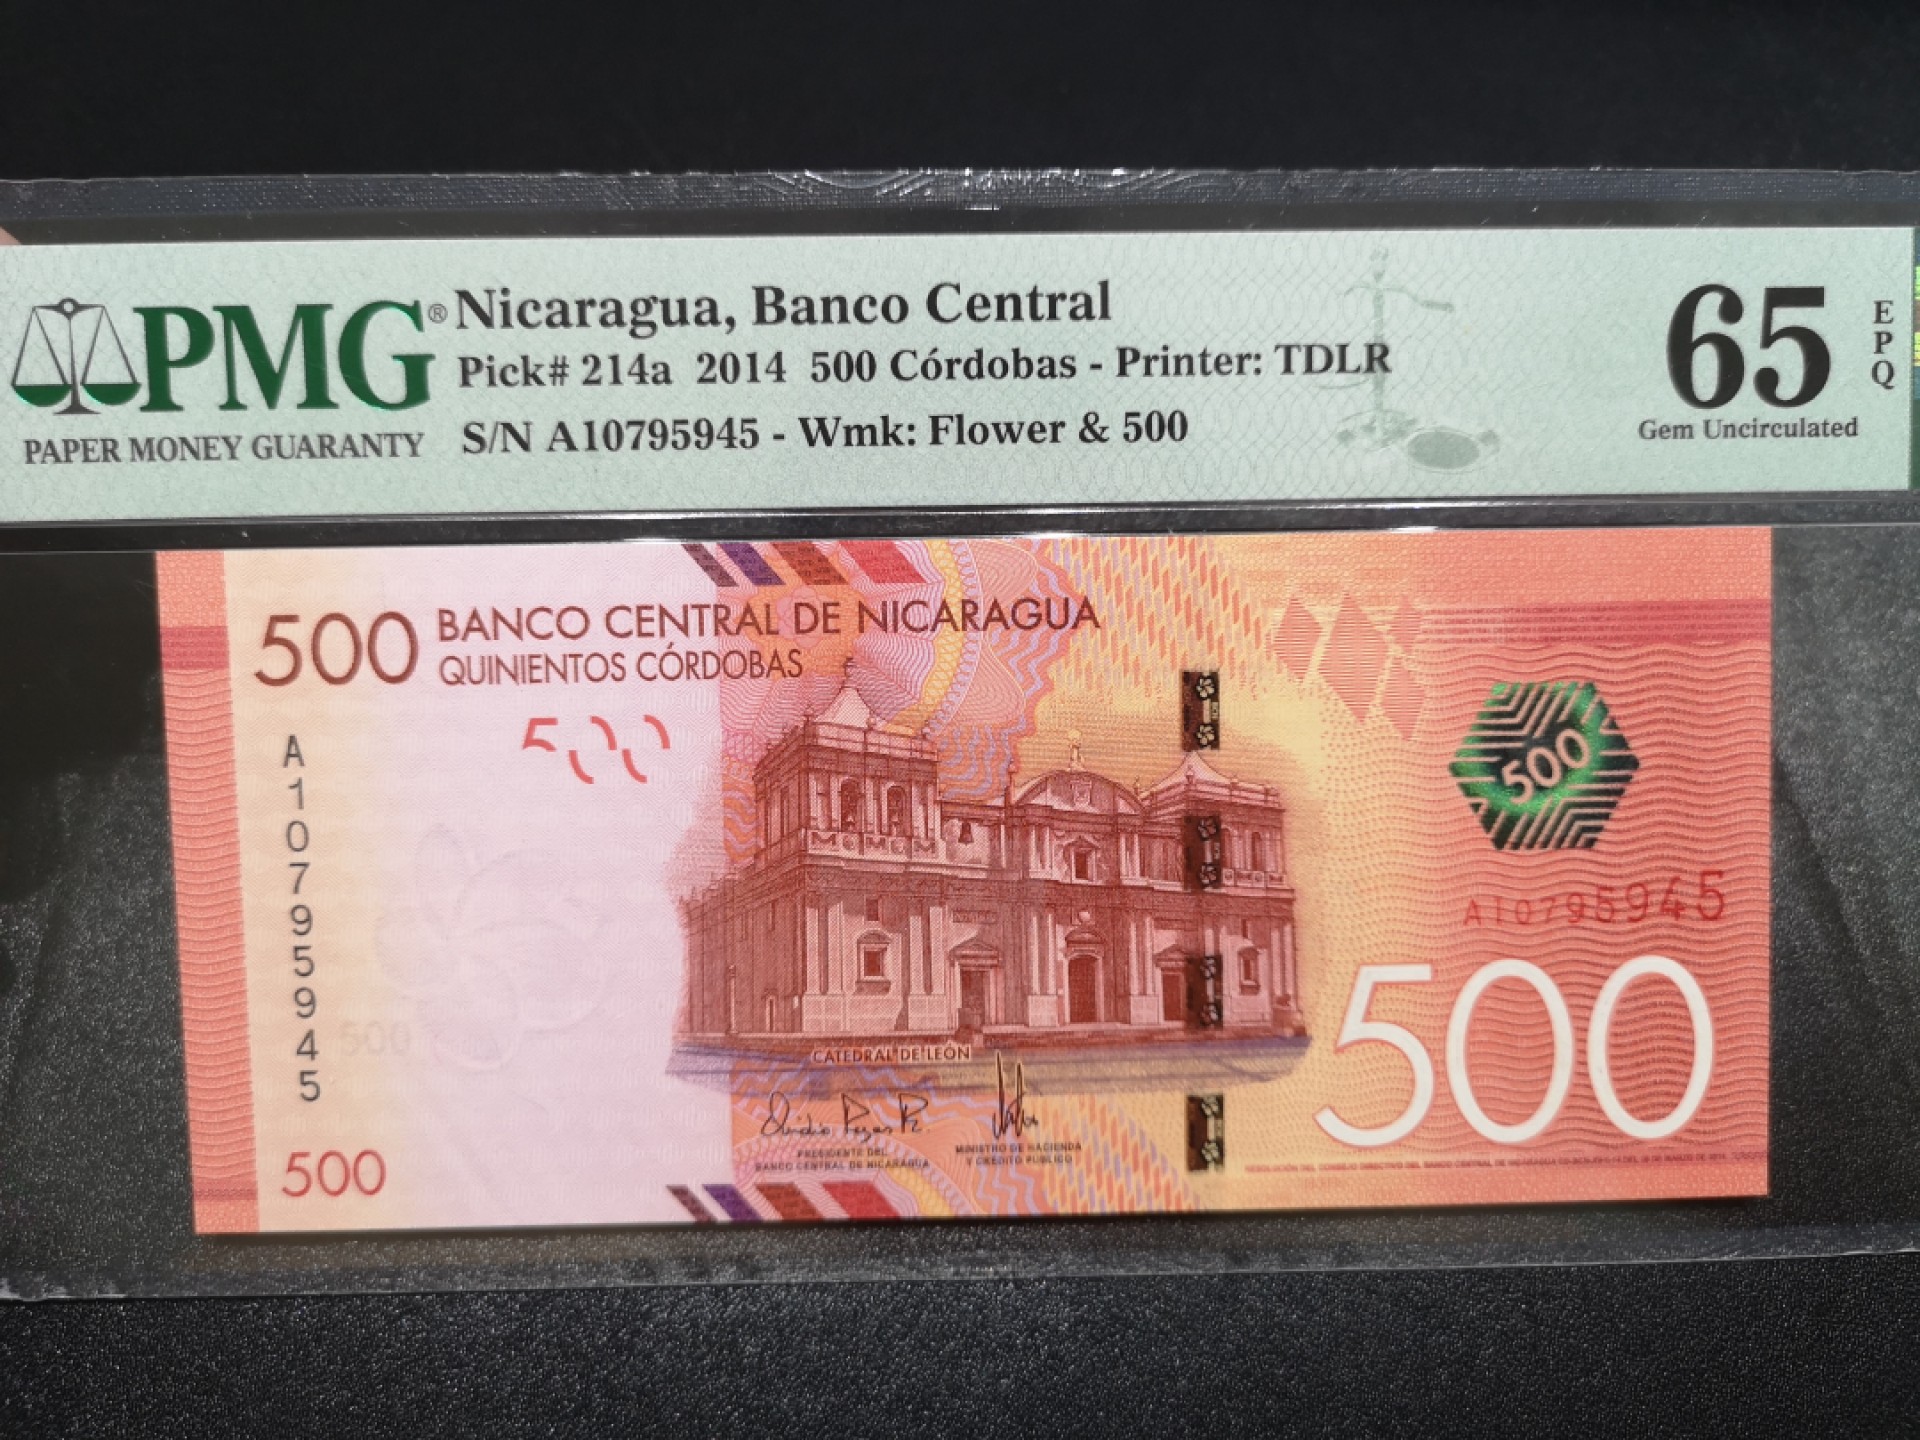 PMG®
PAPER MONEY GUARANTY
Nicaragua, Banco Central
Pick# 214a 2014 500 Córdobas - Printer: TDLR
S/N A10795945 - Wmk: Flower & 500
65
EPQ
Gem Uncirculated
500 BANCO CENTRAL DE NICARAGUA
QUINIENTOS CÓRDOBAS
500
A10795945
500
500
A10795945
500
CATEDRAL DE LEÓN
PRESIDENTE DEL
BANCO CENTRAL DE NICARAGUA
MINISTRO DE HACIENDA
Y CRÉDITO PÚBLICO
500